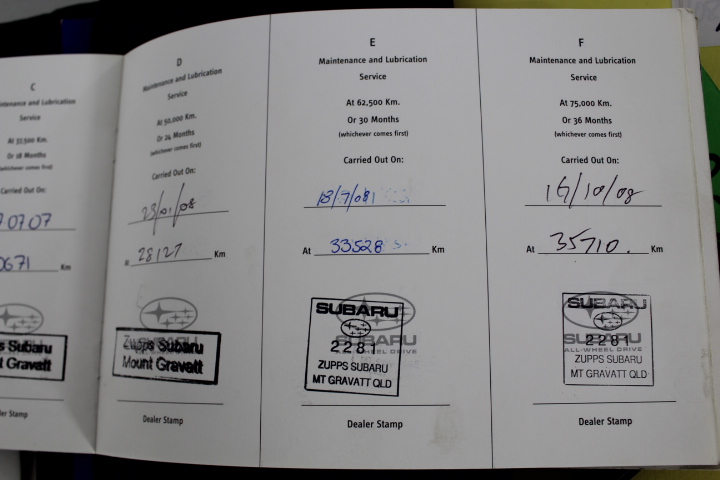 C
Maintenance and Lubrication
Service
At 37,500 Km.
Or 18 Months
(whichever comes first)
Carried Out On:
07 07
0671 Km
s Subaru
t Gravatt
ler Stamp
D
Maintenance and Lubrication
Service
At 50,000 Km.
Or 24 Months
(whichever comes first)
Carried Out On:
23/01/08
At 28127 Km
Zupps Subaru
Mount Gravatt
Dealer Stamp
E
Maintenance and Lubrication
Service
At 62,500 Km.
Or 30 Months
(whichever comes first)
Carried Out On:
18/7/08
At 33528 Km
SUBARU
228
ZUPPS SUBARU
MT GRAVATT QLD
Dealer Stamp
F
Maintenance and Lubrication
Service
At 75,000 Km.
Or 36 Months
(whichever comes first)
Carried Out On:
16/10/08
At 35710. Km
SUBARU
2281
ALL-WHEEL DRIVE
ZUPPS SUBARU
MT GRAVATT QLD
Dealer Stamp